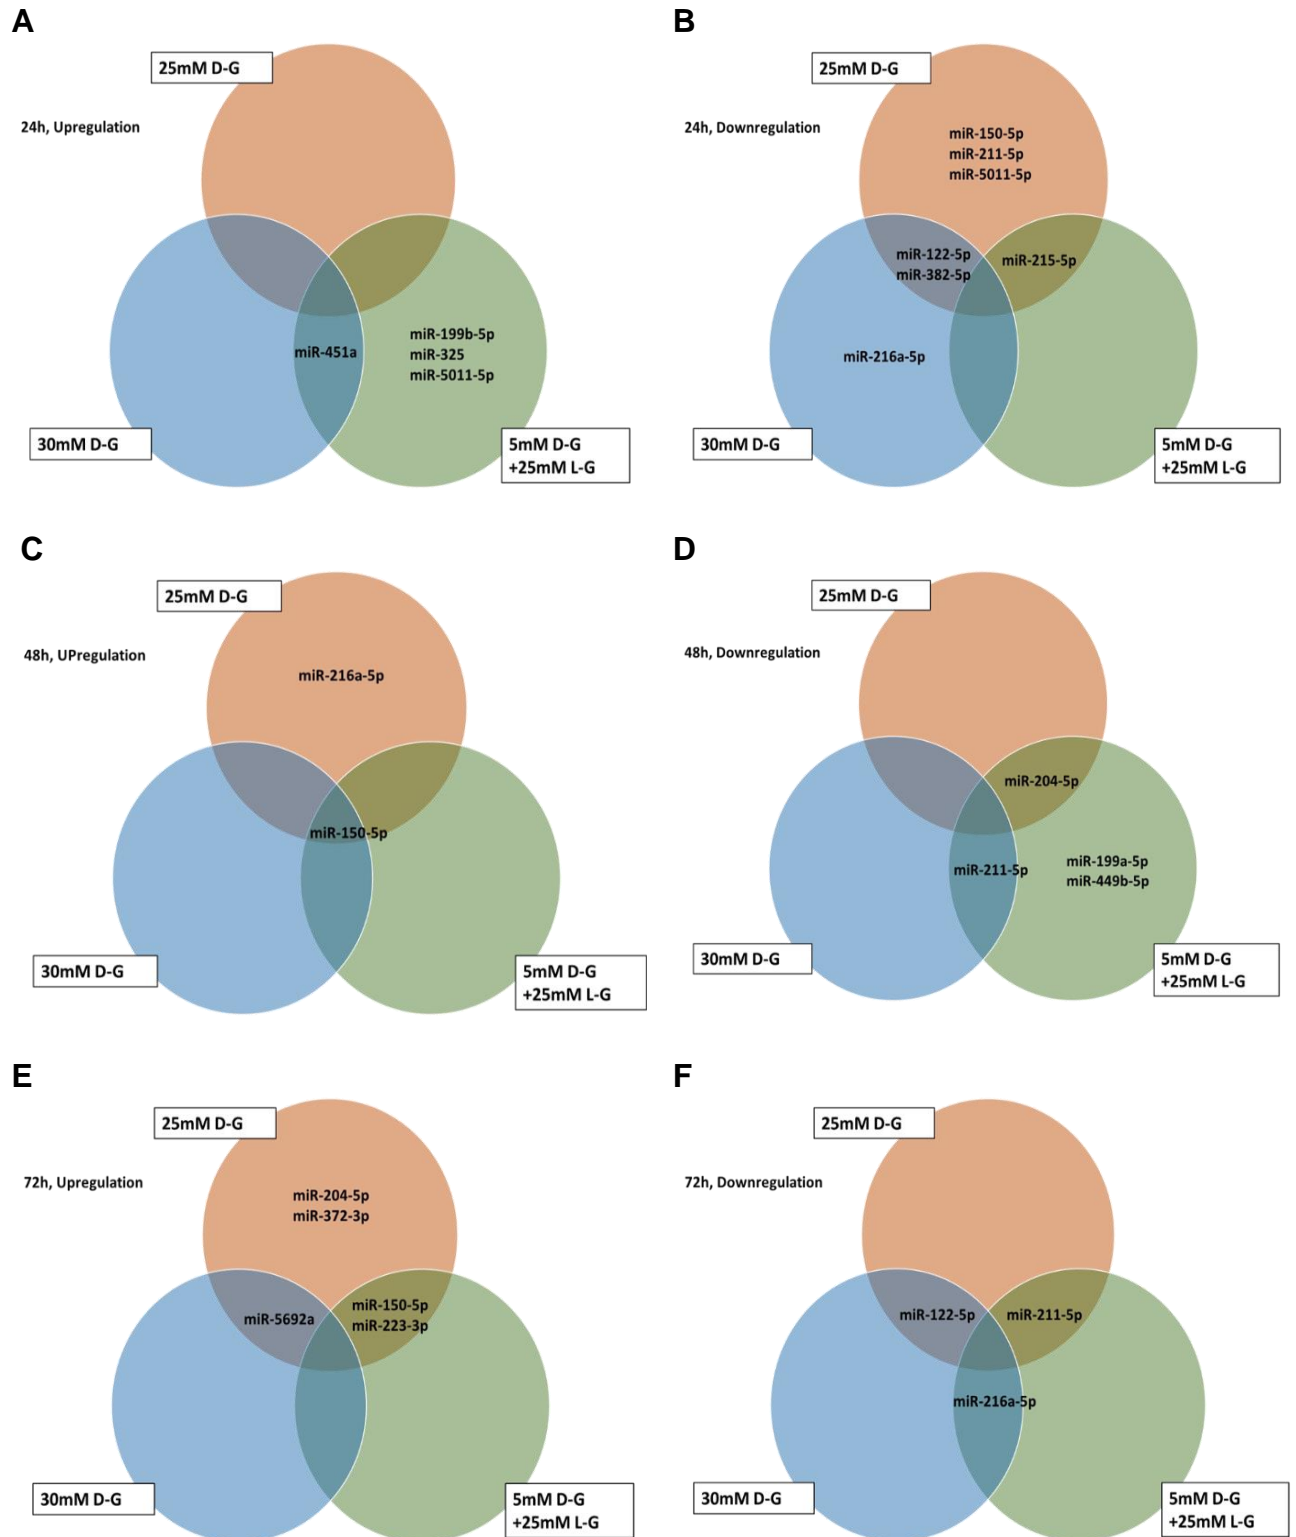 A
25mM D-G
24h, Upregulation
miR-451a
miR-199b-5p
miR-325
miR-5011-5p
30mM D-G
5mM D-G
+25mM L-G
B
25mM D-G
24h, Downregulation
miR-150-5p
miR-211-5p
miR-5011-5p
miR-122-5p
miR-382-5p
miR-215-5p
miR-216a-5p
30mM D-G
5mM D-G
+25mM L-G
C
25mM D-G
48h, UPregulation
miR-216a-5p
miR-150-5p
30mM D-G
5mM D-G
+25mM L-G
D
25mM D-G
48h, Downregulation
miR-204-5p
miR-211-5p
miR-199a-5p
miR-449b-5p
30mM D-G
5mM D-G
+25mM L-G
E
25mM D-G
72h, Upregulation
miR-204-5p
miR-372-3p
miR-5692a
miR-150-5p
miR-223-3p
30mM D-G
5mM D-G
+25mM L-G
F
25mM D-G
72h, Downregulation
miR-122-5p
miR-211-5p
miR-216a-5p
30mM D-G
5mM D-G
+25mM L-G